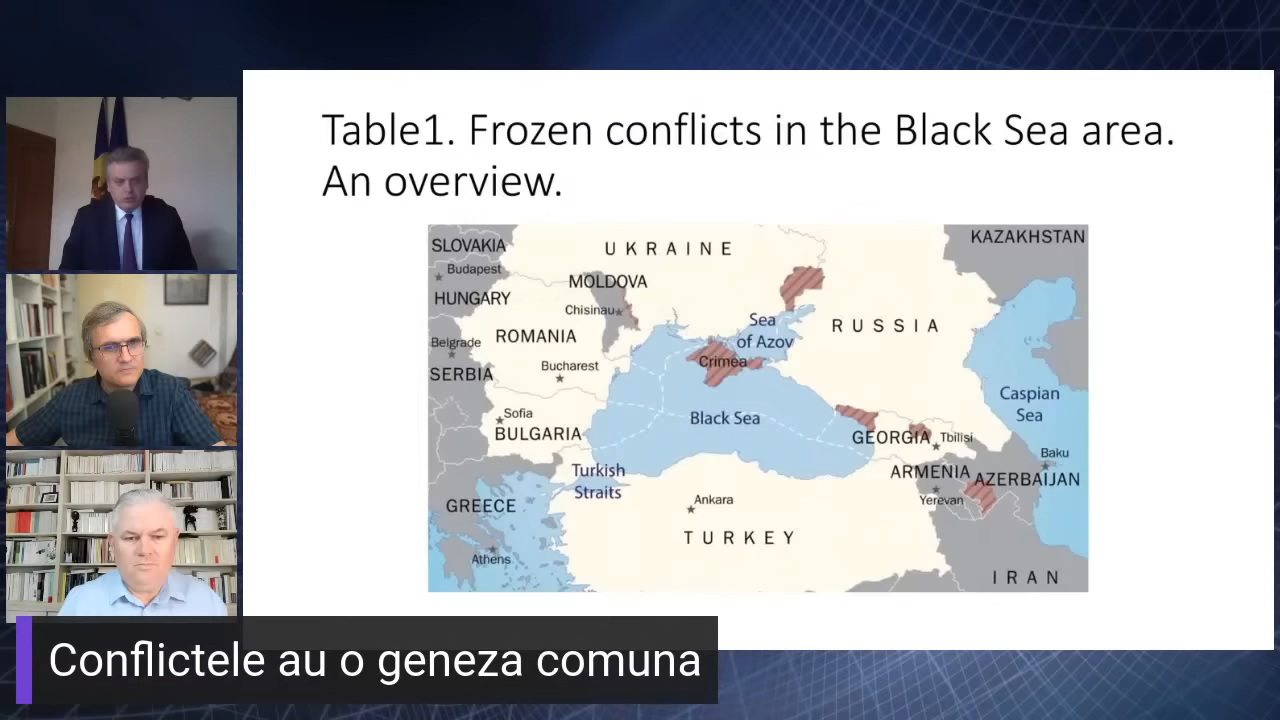 Table1. Frozen conflicts in the Black Sea area.
An overview.
SLOVAKIA
UKRAINE
KAZAKHSTAN
Budapest
MOLDOVA
HUNGARY
Chisinau
Sea
of Azov
RUSSIA
ROMANIA
Belgrade
Crimea
Bucharest
SERBIA
Caspian
Sea
Sofia
Black Sea
BULGARIA
GEORGIA
Tbilisi
Baku
Turkish
Straits
ARMENIA
AZERBAIJAN
Yerevan
GREECE
Ankara
TURKEY
Athens
IRAN
Conflictele au o geneza comuna